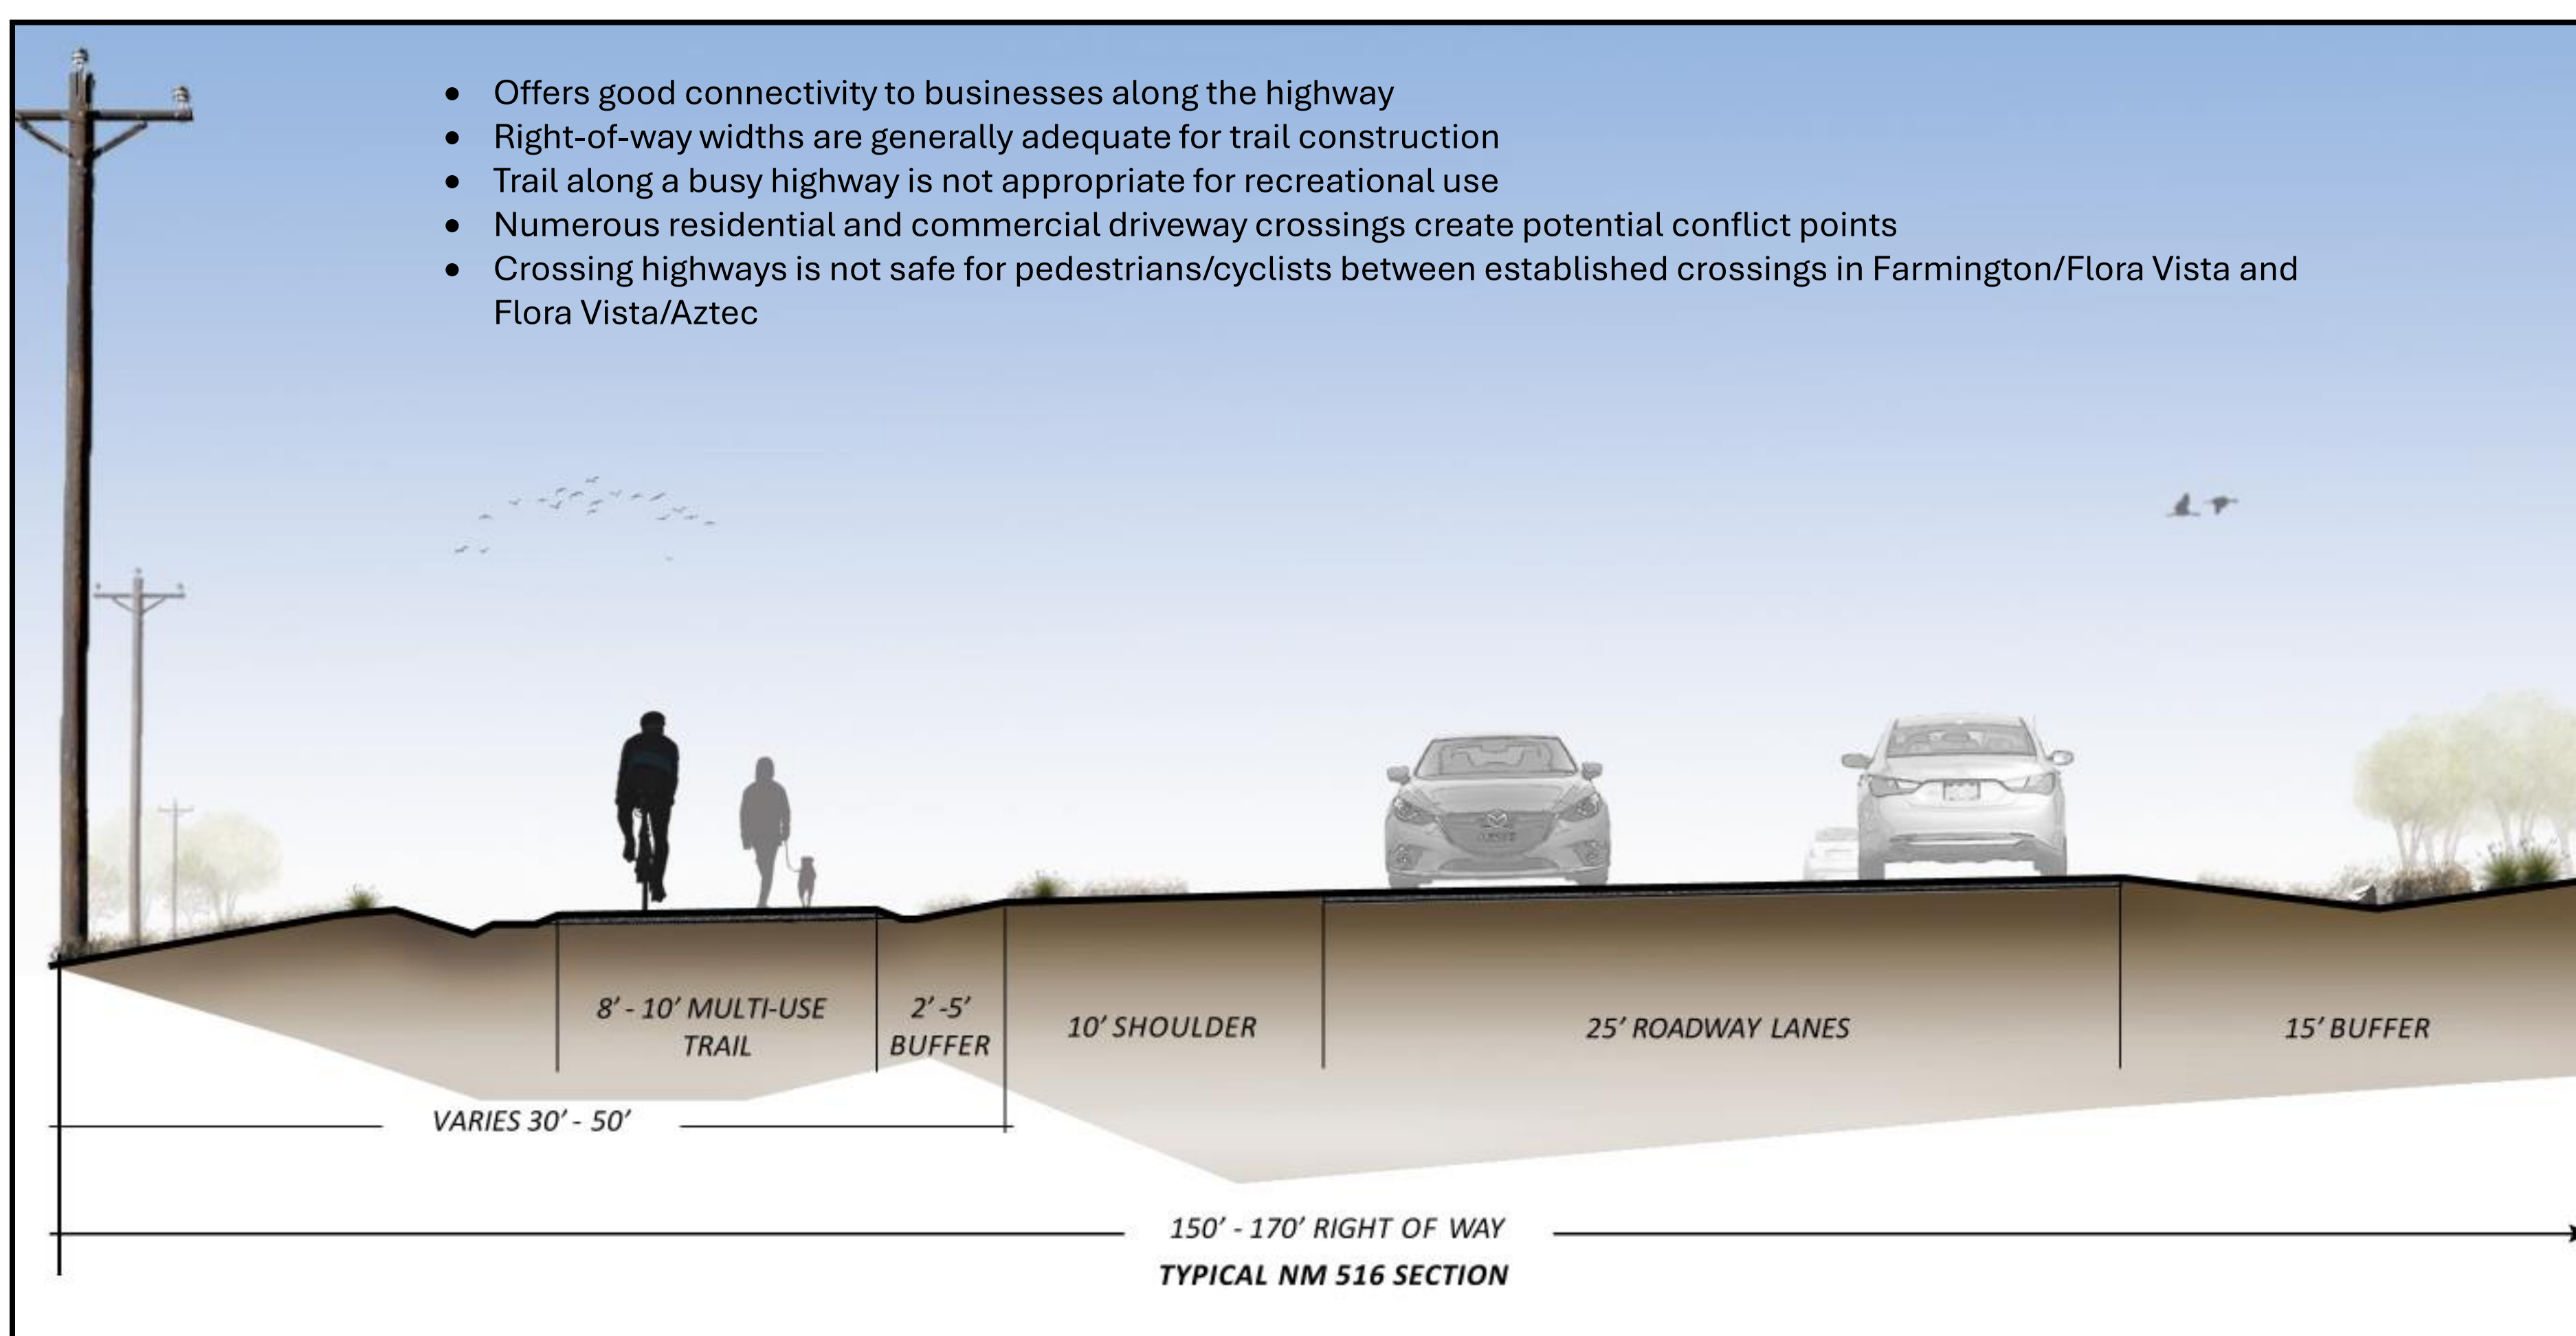 • Offers good connectivity to businesses along the highway
• Right-of-way widths are generally adequate for trail construction
• Trail along a busy highway is not appropriate for recreational use
• Numerous residential and commercial driveway crossings create potential conflict points
• Crossing highways is not safe for pedestrians/cyclists between established crossings in Farmington/Flora Vista and
Flora Vista/Aztec
8' - 10' MULTI-USE
TRAIL
2' -5'
BUFFER
10' SHOULDER
25' ROADWAY LANES
15' BUFFER
VARIES 30' - 50'
150' - 170' RIGHT OF WAY
TYPICAL NM 516 SECTION